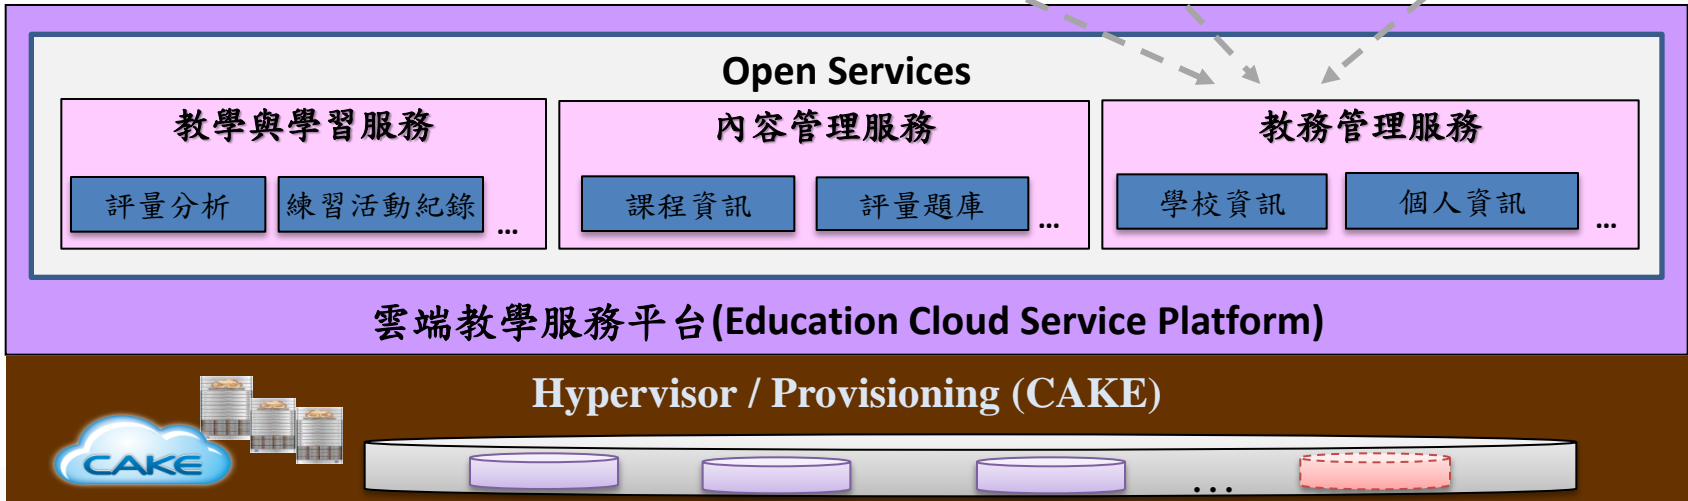 Open Services
教學與學習服務
評量分析
練習活動紀錄
...
內容管理服務
課程資訊
評量題庫
...
教務管理服務
學校資訊
個人資訊
...
雲端教學服務平台(Education Cloud Service Platform)
Hypervisor / Provisioning (CAKE)
CAKE
...